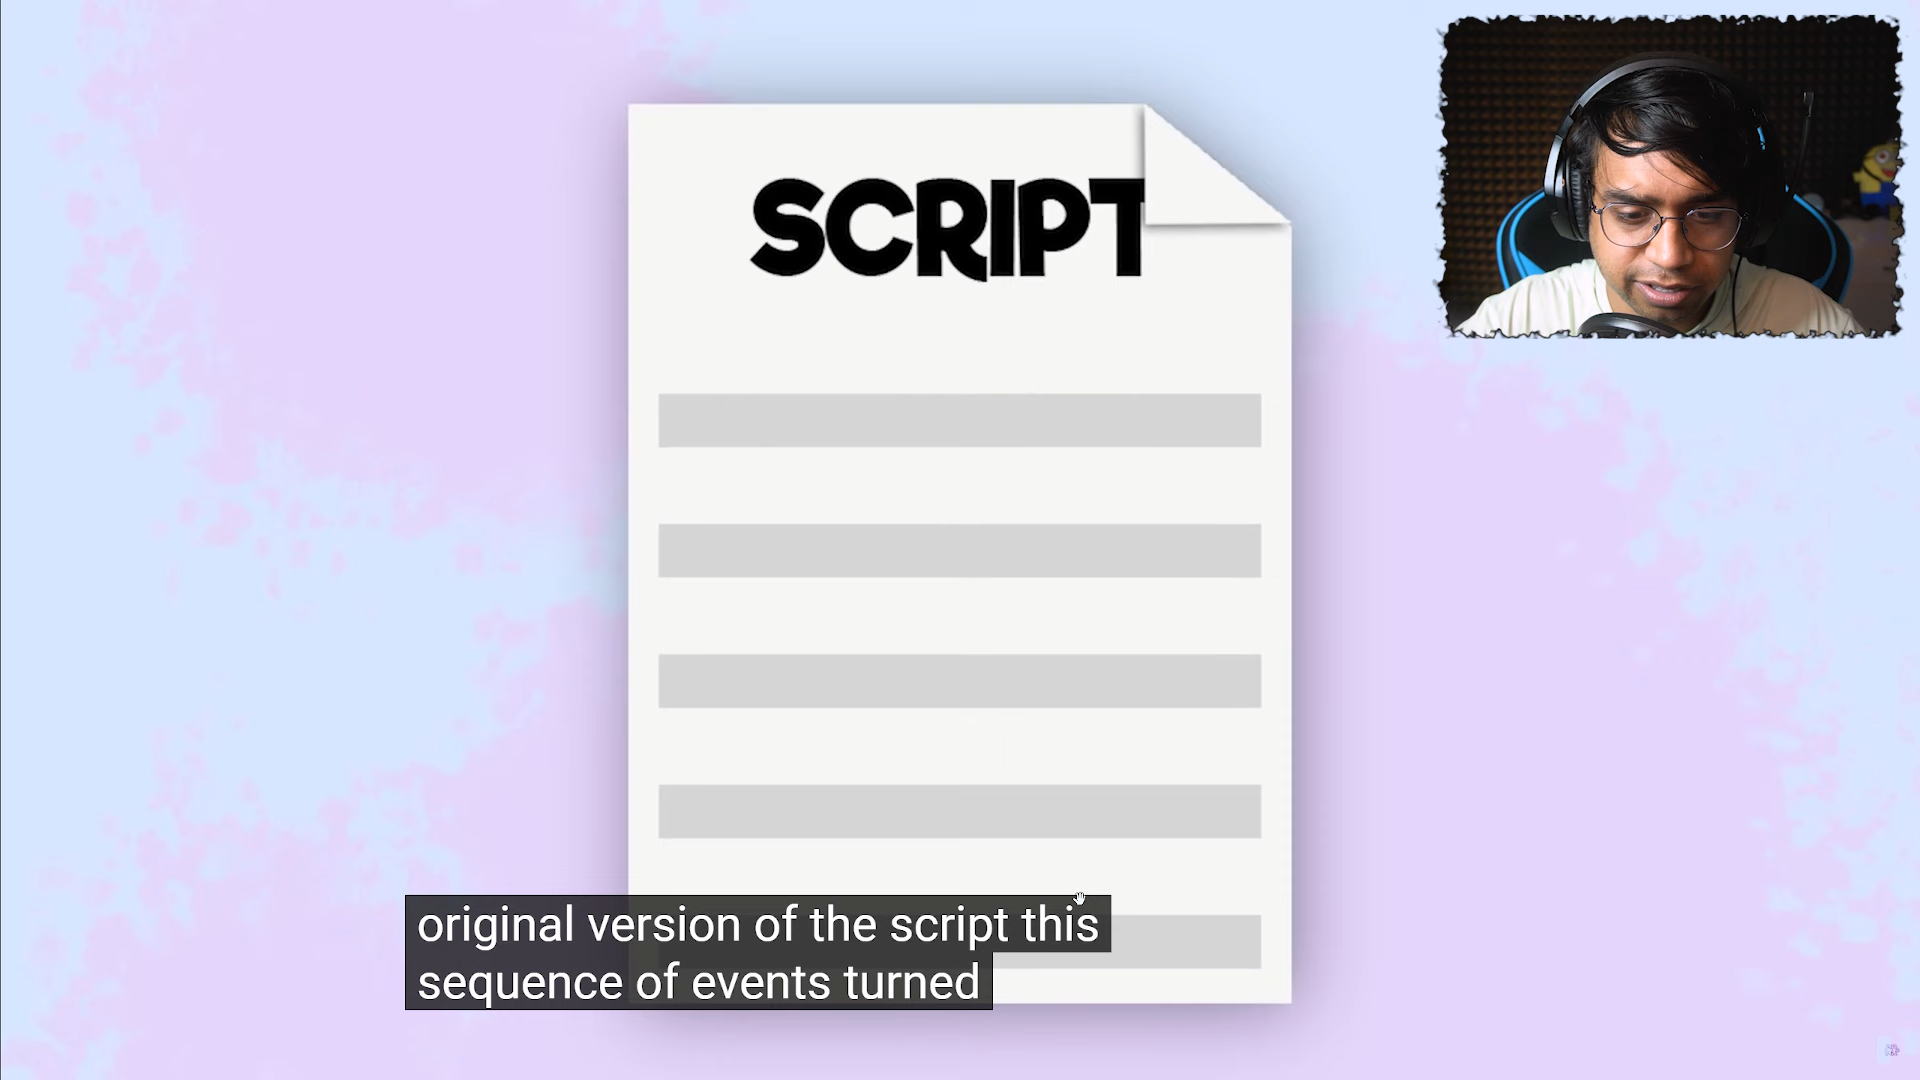 SCRIPT
original version of the script this
sequence of events turned